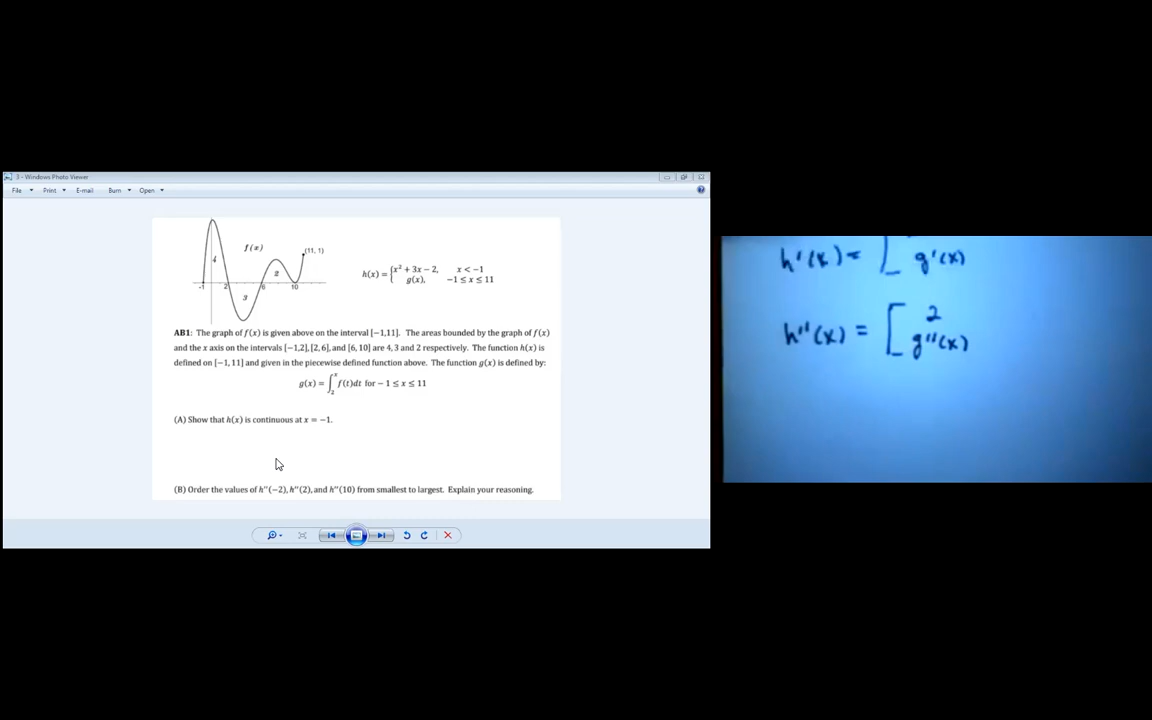 3 - Windows Photo Viewer
File Print E-mail Burn Open
f(x)
(11, 1)
4
2
3
-1 2 6 10
h(x) = { x² + 3x − 2, x < −1
g(x), −1 ≤ x ≤ 11
AB1: The graph of f(x) is given above on the interval [−1,11]. The areas bounded by the graph of f(x)
and the x axis on the intervals [−1,2], [2,6], and [6,10] are 4, 3 and 2 respectively. The function h(x) is
defined on [−1, 11] and given in the piecewise defined function above. The function g(x) is defined by:
g(x) = ∫₂ˣ f(t)dt for − 1 ≤ x ≤ 11
(A) Show that h(x) is continuous at x = −1.
(B) Order the values of h''(−2), h''(2), and h''(10) from smallest to largest. Explain your reasoning.
h'(x) = [ g'(x)
h''(x) = [ 2
g''(x)